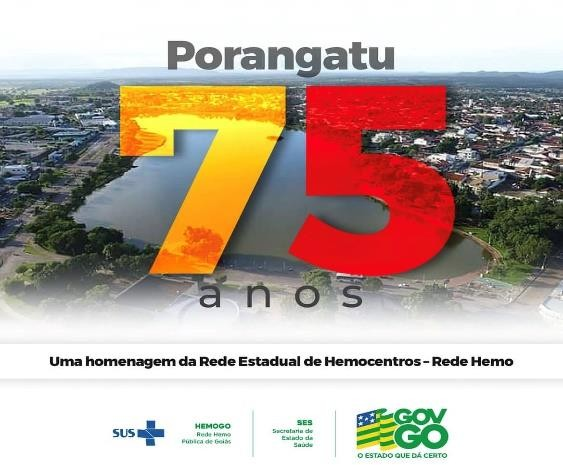 Porangatu
75
anos
Uma homenagem da Rede Estadual de Hemocentros – Rede Hemo
SUS
HEMOGO
Rede Hemo
Pública de Goiás
SES
Secretaria de
Estado da
Saúde
GOV
GO
O ESTADO QUE DÁ CERTO